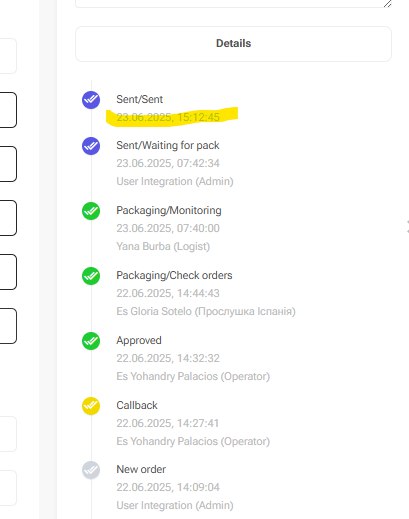 Details
Sent/Sent
23.06.2025, 15:12:45
Sent/Waiting for pack
23.06.2025, 07:42:34
User Integration (Admin)
Packaging/Monitoring
23.06.2025, 07:40:00
Yana Burba (Logist)
Packaging/Check orders
22.06.2025, 14:44:43
Es Gloria Sotelo (Прослушка Іспанія)
Approved
22.06.2025, 14:32:32
Es Yohandry Palacios (Operator)
Callback
22.06.2025, 14:27:41
Es Yohandry Palacios (Operator)
New order
22.06.2025, 14:09:04
User Integration (Admin)